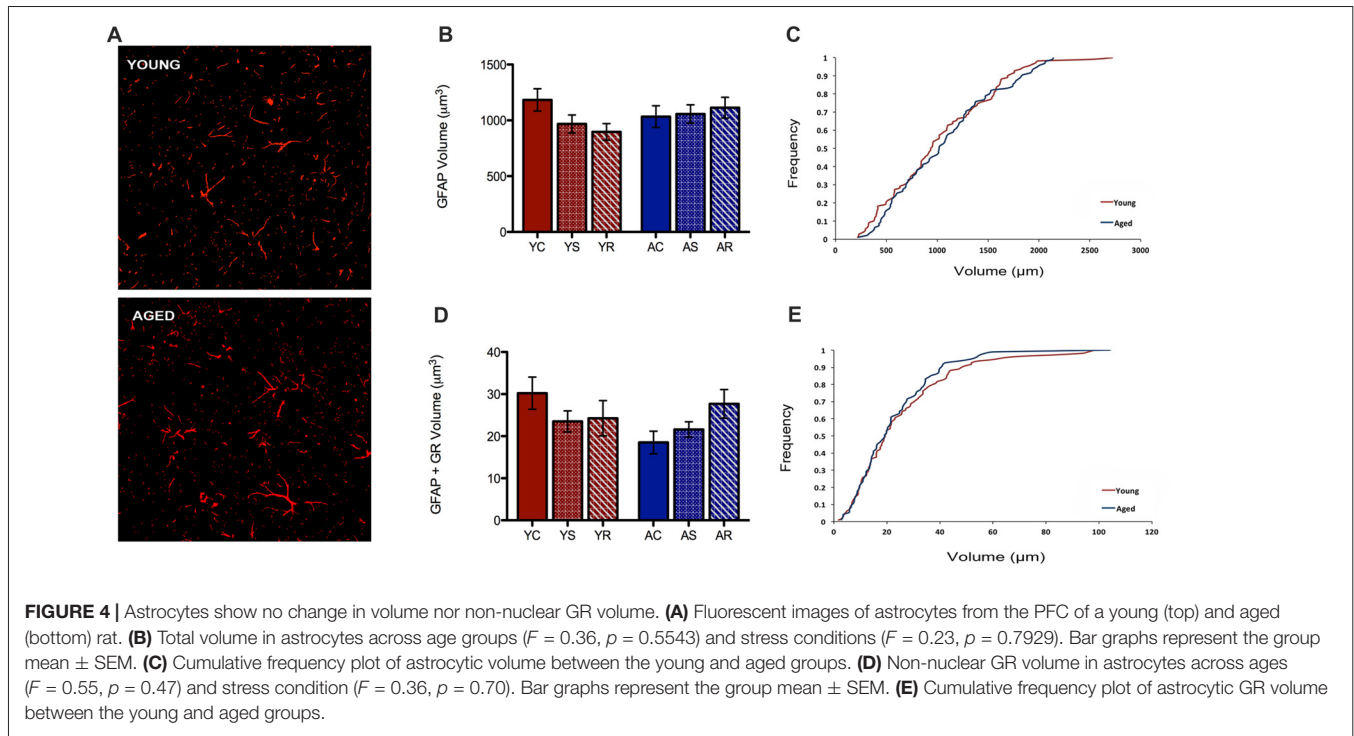 A
YOUNG
AGED
B
1500
1000
500
0
GFAP Volume (µm³)
YC YS YR AC AS AR
C
1
0.9
0.8
0.7
0.6
0.5
0.4
0.3
0.2
0.1
0
Frequency
Young
Aged
500 1000 1500 2000 2500 3000
Volume (µm)
D
40
30
20
10
0
GFAP + GR Volume (µm³)
YC YS YR AC AS AR
E
1
0.9
0.8
0.7
0.6
0.5
0.4
0.3
0.2
0.1
0
Frequency
Young
Aged
0 20 40 60 80 100 120
Volume (µm)
FIGURE 4 | Astrocytes show no change in volume nor non-nuclear GR volume. (A) Fluorescent images of astrocytes from the PFC of a young (top) and aged
(bottom) rat. (B) Total volume in astrocytes across age groups (F = 0.36, p = 0.5543) and stress conditions (F = 0.23, p = 0.7929). Bar graphs represent the group
mean ± SEM. (C) Cumulative frequency plot of astrocytic volume between the young and aged groups. (D) Non-nuclear GR volume in astrocytes across ages
(F = 0.55, p = 0.47) and stress condition (F = 0.36, p = 0.70). Bar graphs represent the group mean ± SEM. (E) Cumulative frequency plot of astrocytic GR volume
between the young and aged groups.